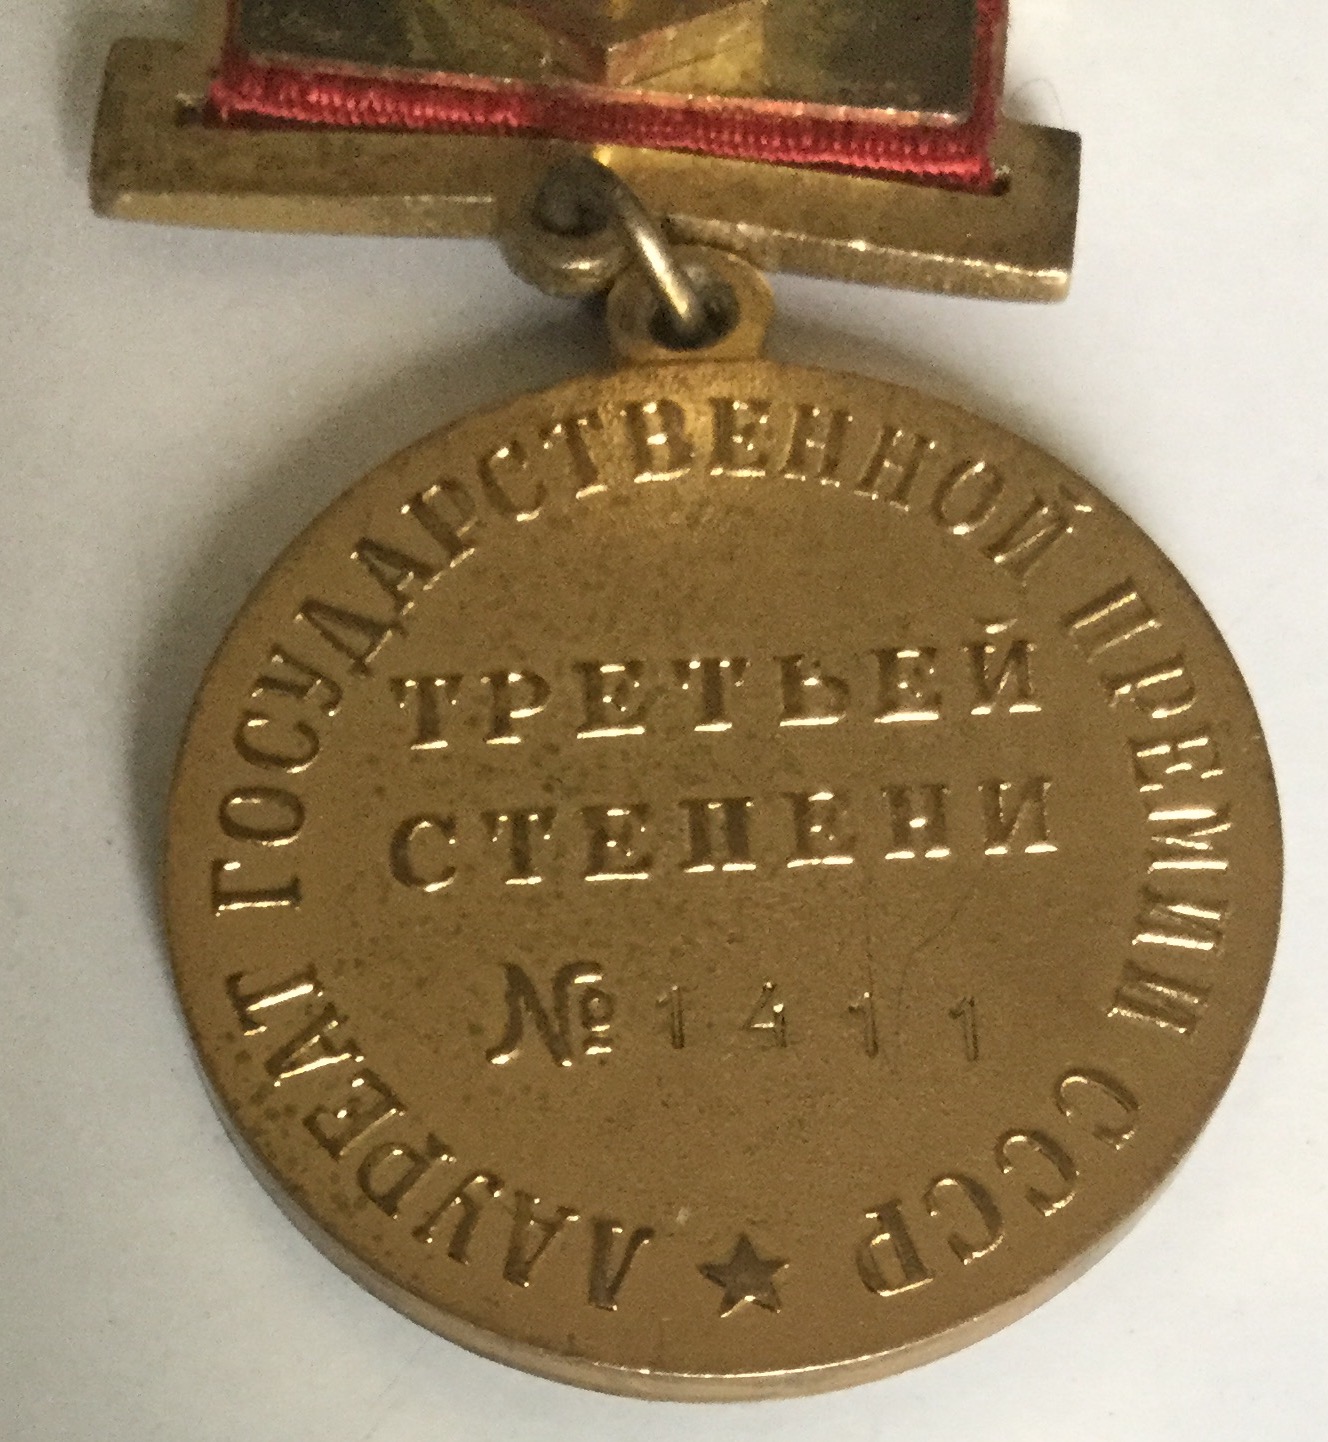 ЛАУРЕАТ ГОСУДАРСТВЕННОЙ ПРЕМИИ СССР
ТРЕТЬЕЙ
СТЕПЕНИ
№ 1411